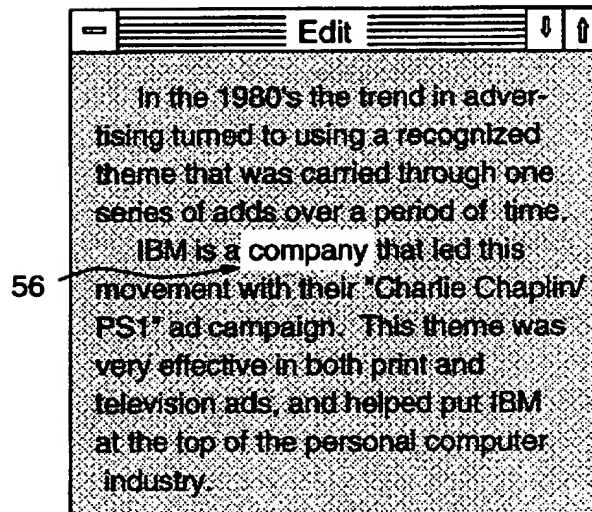 Edit
In the 1980's the trend in adver-
tising turned to using a recognized
theme that was carried through one
series of adds over a period of time.
IBM is a company that led this
56
movement with their "Charlie Chaplin/
PS1" ad campaign. This theme was
very effective in both print and
television ads, and helped put IBM
at the top of the personal computer
industry.